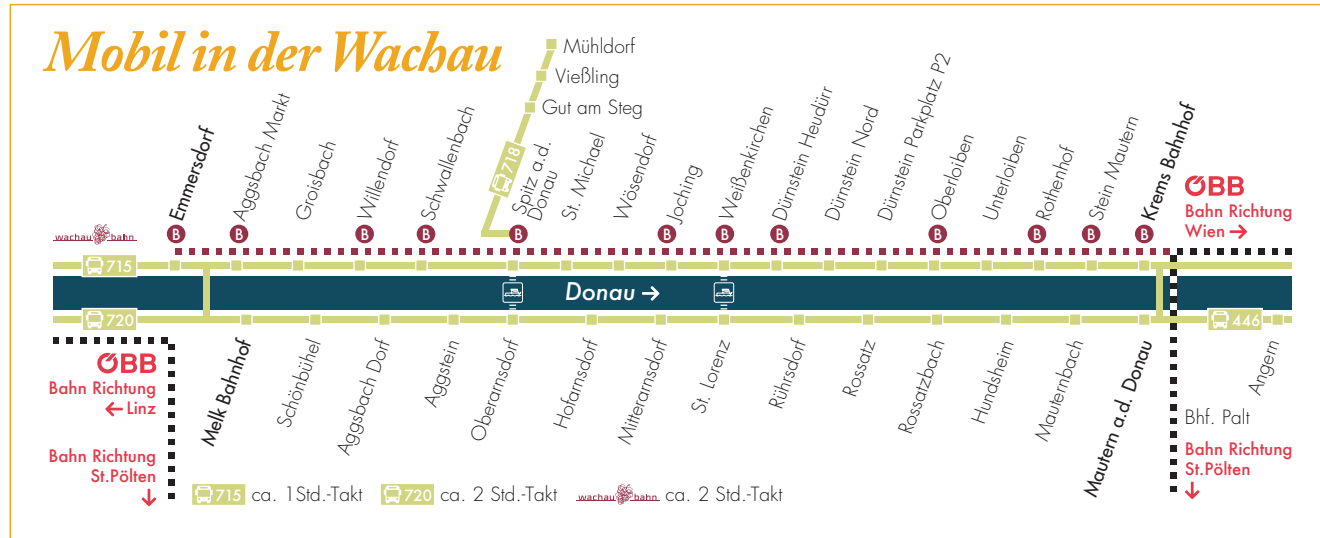 Mobil in der Wachau
Mühldorf
Vießling
Gut am Steg
718
Emmersdorf
Aggsbach Markt
Groisbach
Willendorf
Schwallenbach
Spitz a.d.
Donau
St. Michael
Wösendorf
Joching
Weißenkirchen
Dürnstein Heudürr
Dürnstein Nord
Dürnstein Parkplatz P2
Oberloiben
Unterloiben
Rothenhof
Stein Mautern
Krems Bahnhof
ÖBB
Bahn Richtung
Wien →
wachau bahn
B B B B B B B B B B B B
715
Donau →
720
446
ÖBB
Bahn Richtung
← Linz
Bahn Richtung
St.Pölten
↓
Melk Bahnhof
Schönbühel
Aggsbach Dorf
Aggstein
Oberarnsdorf
Hofarnsdorf
Mitterarnsdorf
St. Lorenz
Rührsdorf
Rossatz
Rossatzbach
Hundsheim
Mauternbach
Mautern a.d. Donau
Angern
Bhf. Palt
Bahn Richtung
St.Pölten
↓
715 ca. 1Std.-Takt 720 ca. 2 Std.-Takt wachau bahn ca. 2 Std.-Takt